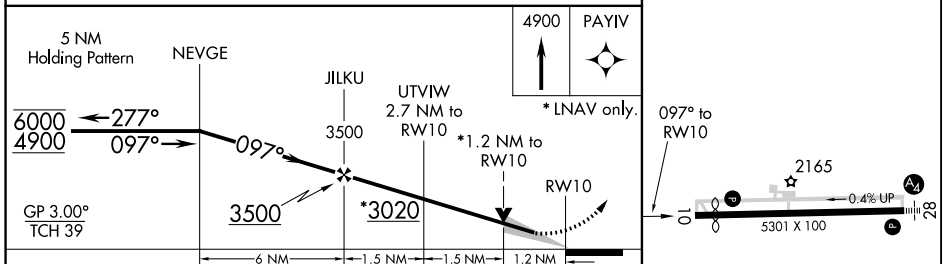 5 NM
Holding Pattern
NEVGE
JILKU
UTVIW
2.7 NM to
RW10
4900
PAYIV
* LNAV only.
6000
4900
277°
097°
097°
3500
3500
*3020
*1.2 NM to
RW10
RW10
GP 3.00°
TCH 39
6 NM
1.5 NM
1.5 NM
1.2 NM
097° to
RW10
2165
P
0.4% UP
A4
10
5301 X 100
P
28